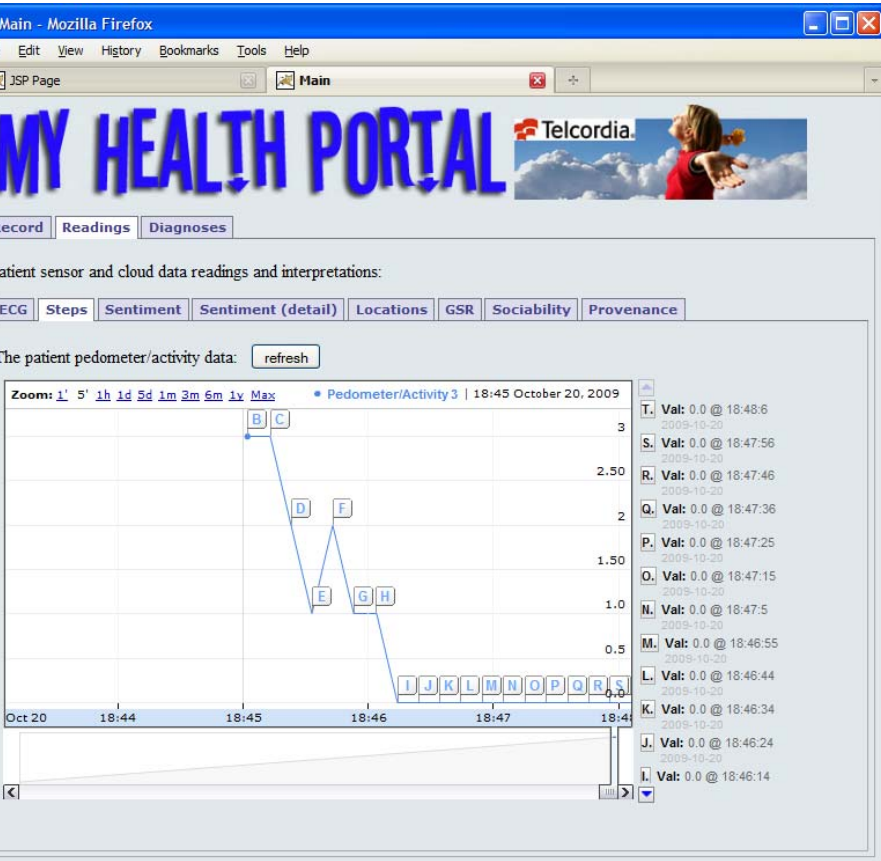 Main - Mozilla Firefox
Edit View History Bookmarks Tools Help
JSP Page Main
MY HEALTH PORTAL Telcordia.
ecord Readings Diagnoses
atient sensor and cloud data readings and interpretations:
ECG Steps Sentiment Sentiment (detail) Locations GSR Sociability Provenance
The patient pedometer/activity data: refresh
Zoom: 1' 5' 1h 1d 5d 1m 3m 6m 1y Max • Pedometer/Activity 3 | 18:45 October 20, 2009
B C
3
2.50
D F
2
1.50
E G H
1.0
0.5
I J K L M N O P Q R S
0.0
Oct 20 18:44 18:45 18:46 18:47 18:48
T. Val: 0.0 @ 18:48:6
2009-10-20
S. Val: 0.0 @ 18:47:56
2009-10-20
R. Val: 0.0 @ 18:47:46
2009-10-20
Q. Val: 0.0 @ 18:47:36
2009-10-20
P. Val: 0.0 @ 18:47:25
2009-10-20
O. Val: 0.0 @ 18:47:15
2009-10-20
N. Val: 0.0 @ 18:47:5
2009-10-20
M. Val: 0.0 @ 18:46:55
2009-10-20
L. Val: 0.0 @ 18:46:44
2009-10-20
K. Val: 0.0 @ 18:46:34
2009-10-20
J. Val: 0.0 @ 18:46:24
2009-10-20
I. Val: 0.0 @ 18:46:14